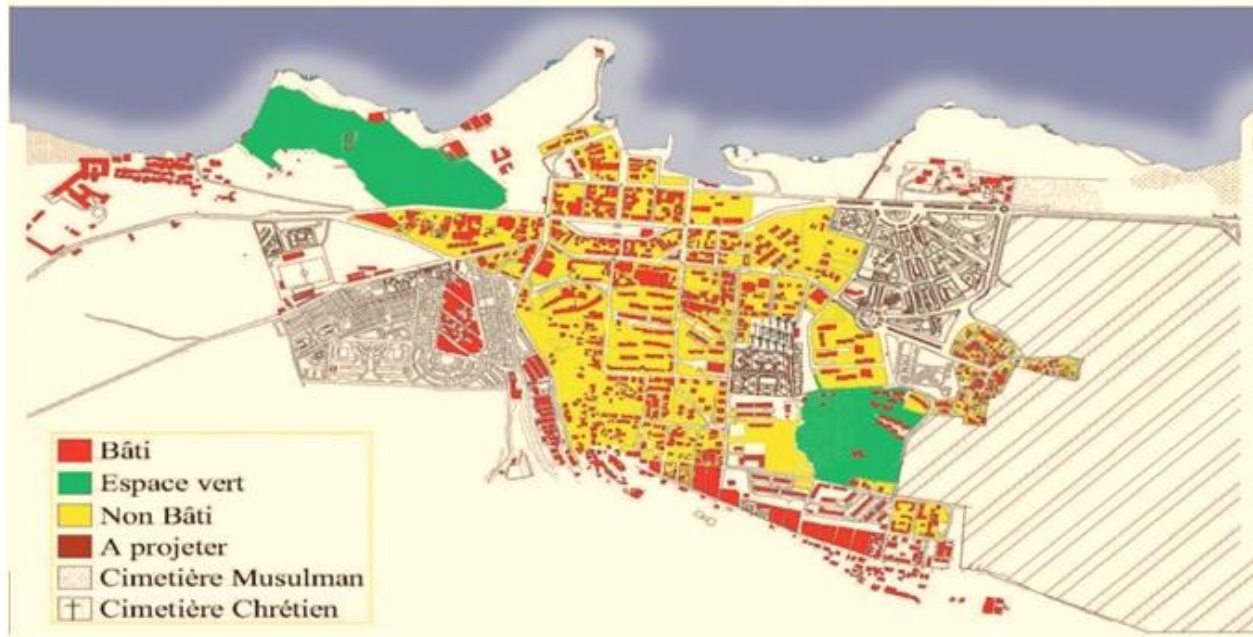 Bâti
Espace vert
Non Bâti
A projeter
Cimetière Musulman
Cimetière Chrétien